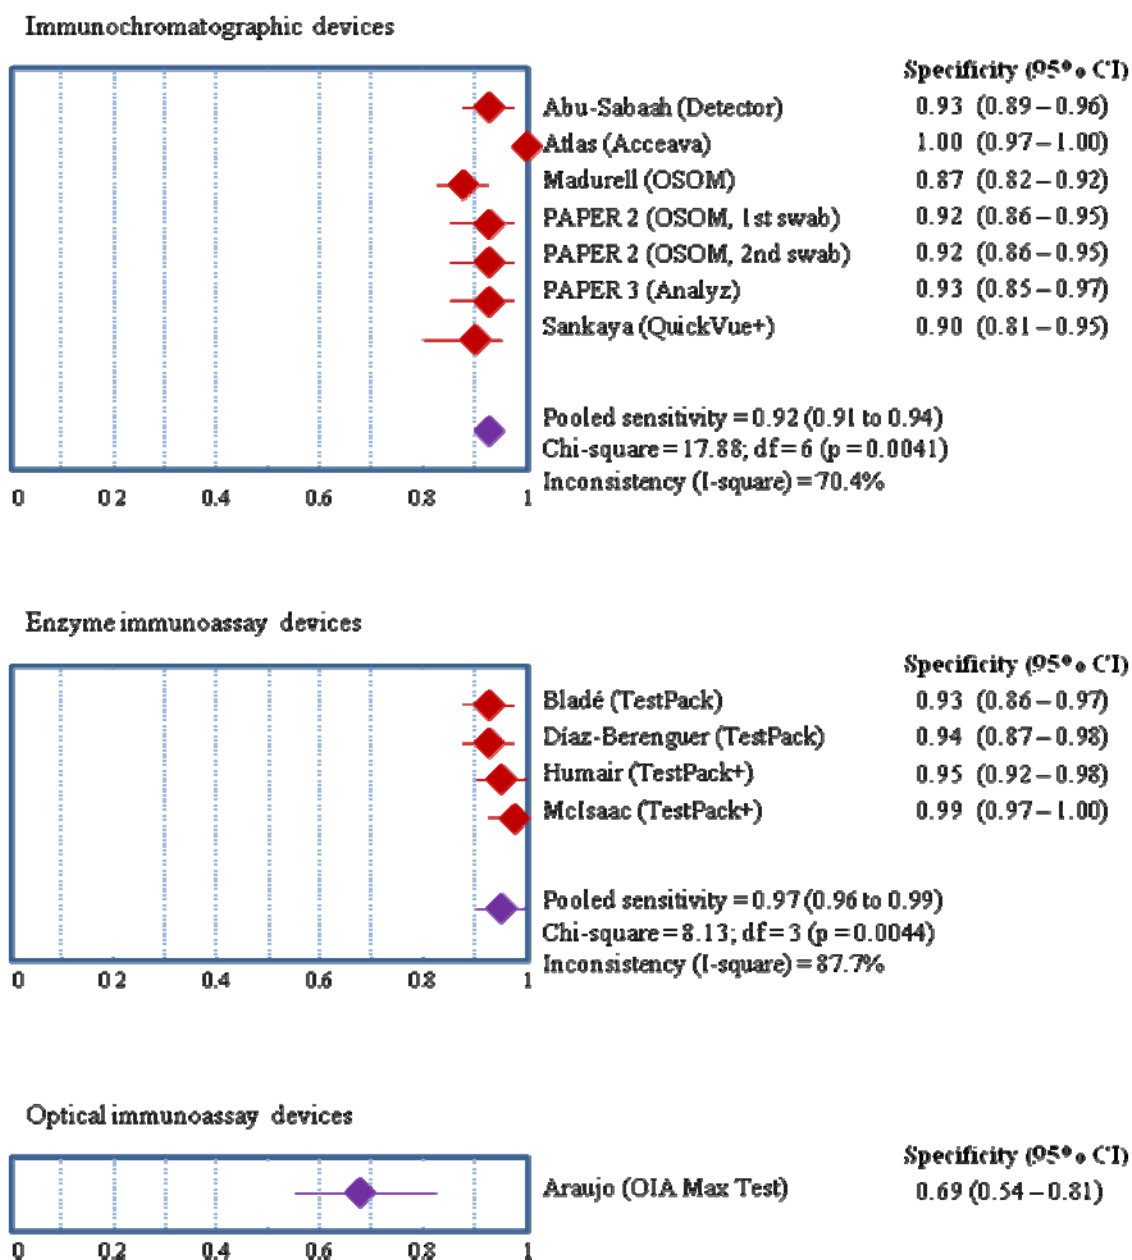 Immunochromatographic devices
Specificity (95% CI)
Abu-Sabaah (Detector) 0.93 (0.89 – 0.96)
Atlas (Acceava) 1.00 (0.97 – 1.00)
Madurell (OSOM) 0.87 (0.82 – 0.92)
PAPER 2 (OSOM, 1st swab) 0.92 (0.86 – 0.95)
PAPER 2 (OSOM, 2nd swab) 0.92 (0.86 – 0.95)
PAPER 3 (Analyz) 0.93 (0.85 – 0.97)
Sankaya (QuickVue+) 0.90 (0.81 – 0.95)
Pooled sensitivity = 0.92 (0.91 to 0.94)
Chi-square = 17.88; df = 6 (p = 0.0041)
Inconsistency (I-square) = 70.4%
0 0.2 0.4 0.6 0.8 1
Enzyme immunoassay devices
Specificity (95% CI)
Bladé (TestPack) 0.93 (0.86 – 0.97)
Díaz-Berenguer (TestPack) 0.94 (0.87 – 0.98)
Humair (TestPack+) 0.95 (0.92 – 0.98)
McIsaac (TestPack+) 0.99 (0.97 – 1.00)
Pooled sensitivity = 0.97 (0.96 to 0.99)
Chi-square = 8.13; df = 3 (p = 0.0044)
Inconsistency (I-square) = 87.7%
0 0.2 0.4 0.6 0.8 1
Optical immunoassay devices
Specificity (95% CI)
Araujo (OIA Max Test) 0.69 (0.54 – 0.81)
0 0.2 0.4 0.6 0.8 1